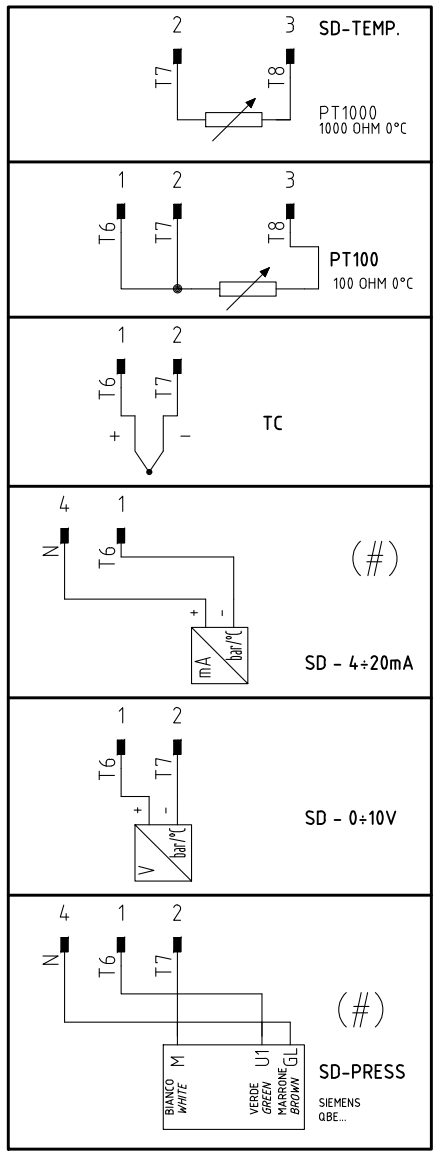 2 3 SD-TEMP.
T7 T8
PT1000
1000 OHM 0°C
1 2 3
T6 T7 T8
PT100
100 OHM 0°C
1 2
T6 T7
+ -
TC
4 1
N T6
(#)
+ -
mA bar/°C
SD - 4÷20mA
1 2
T6 T7
+ -
V bar/°C
SD - 0÷10V
4 1 2
N T6 T7
(#)
M U1 GL
BIANCO
WHITE
VERDE
GREEN
MARRONE
BROWN
SD-PRESS
SIEMENS
QBE...